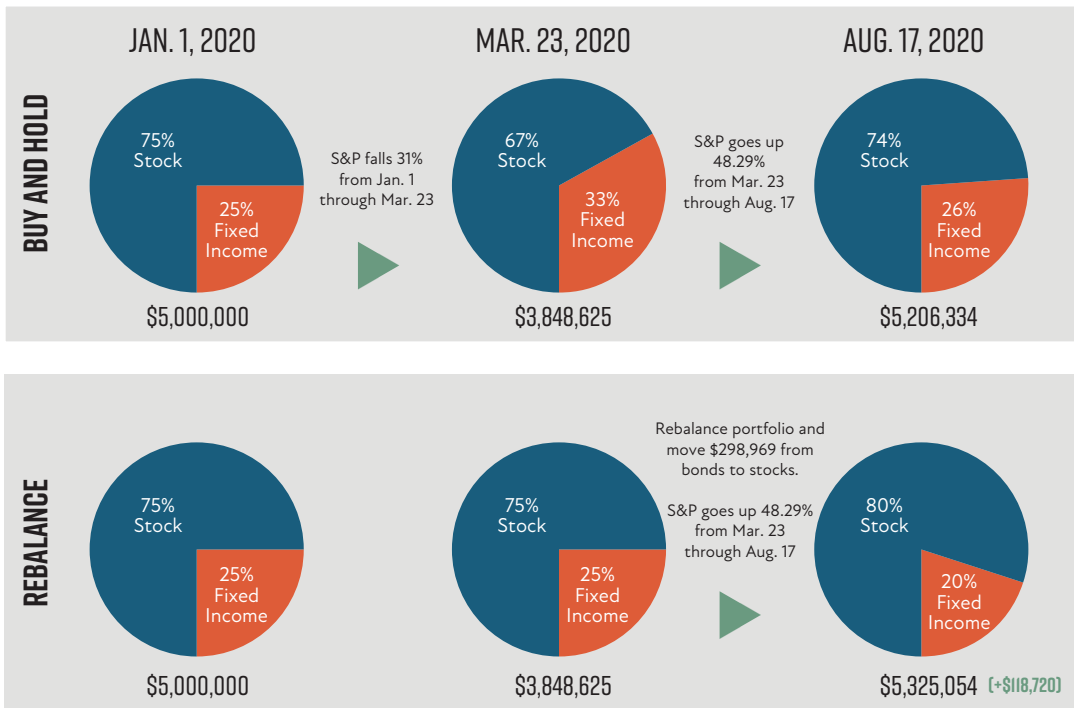 JAN. 1, 2020
MAR. 23, 2020
AUG. 17, 2020
BUY AND HOLD
75%
Stock
25%
Fixed
Income
$5,000,000
S&P falls 31%
from Jan. 1
through Mar. 23
67%
Stock
33%
Fixed
Income
$3,848,625
S&P goes up
48.29%
from Mar. 23
through Aug. 17
74%
Stock
26%
Fixed
Income
$5,206,334
REBALANCE
75%
Stock
25%
Fixed
Income
$5,000,000
75%
Stock
25%
Fixed
Income
$3,848,625
Rebalance portfolio and
move $298,969 from
bonds to stocks.
S&P goes up 48.29%
from Mar. 23
through Aug. 17
80%
Stock
20%
Fixed
Income
$5,325,054 (+$118,720)